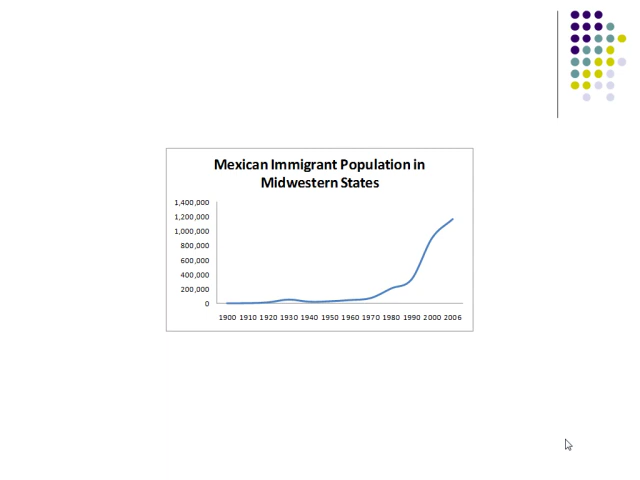 Mexican Immigrant Population in
Midwestern States
1,400,000
1,200,000
1,000,000
800,000
600,000
400,000
200,000
0
1900 1910 1920 1930 1940 1950 1960 1970 1980 1990 2000 2006